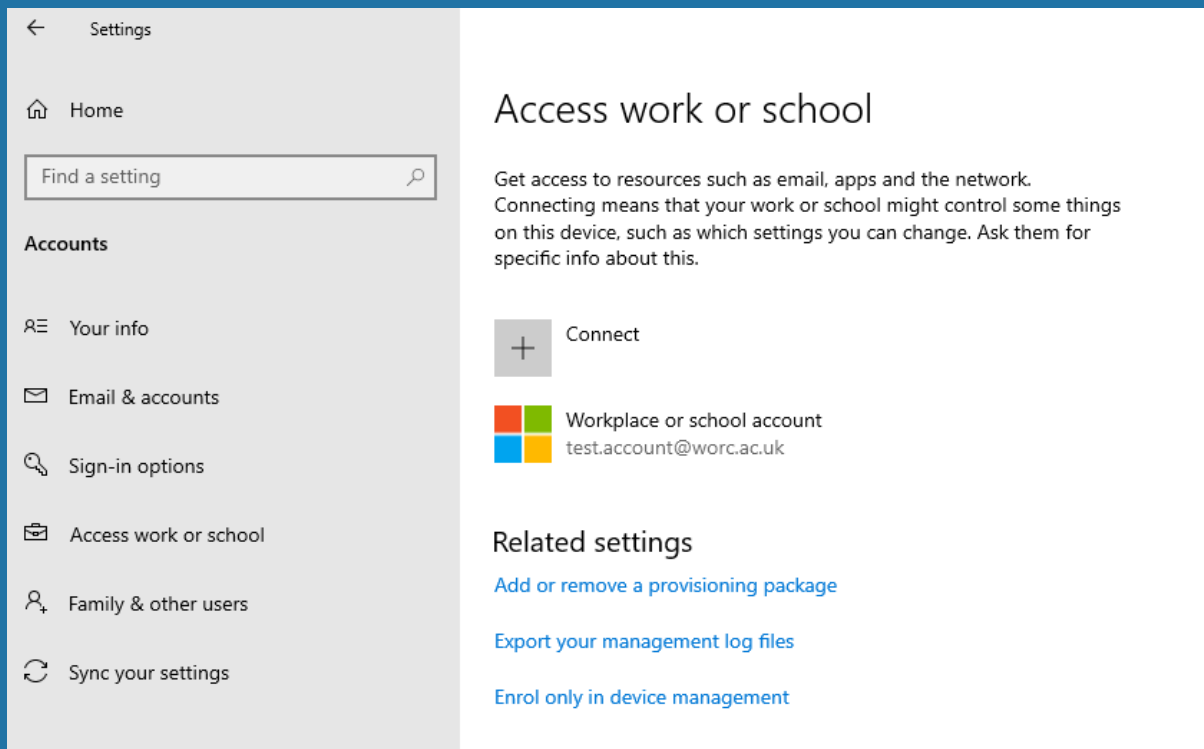 Settings
Home
Find a setting
Accounts
Your info
Email & accounts
Sign-in options
Access work or school
Family & other users
Sync your settings
Access work or school
Get access to resources such as email, apps and the network.
Connecting means that your work or school might control some things
on this device, such as which settings you can change. Ask them for
specific info about this.
Connect
Workplace or school account
test.account@worc.ac.uk
Related settings
Add or remove a provisioning package
Export your management log files
Enrol only in device management